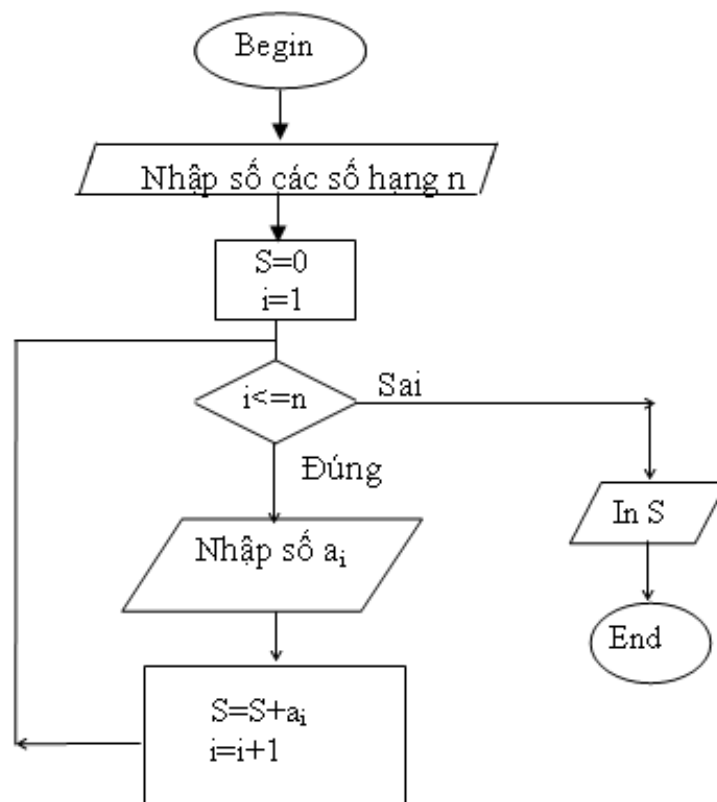 Begin
Nhập số các số hạng n
S=0
i=1
i<=n
Sai
Đúng
Nhập số aᵢ
In S
S=S+aᵢ
i=i+1
End